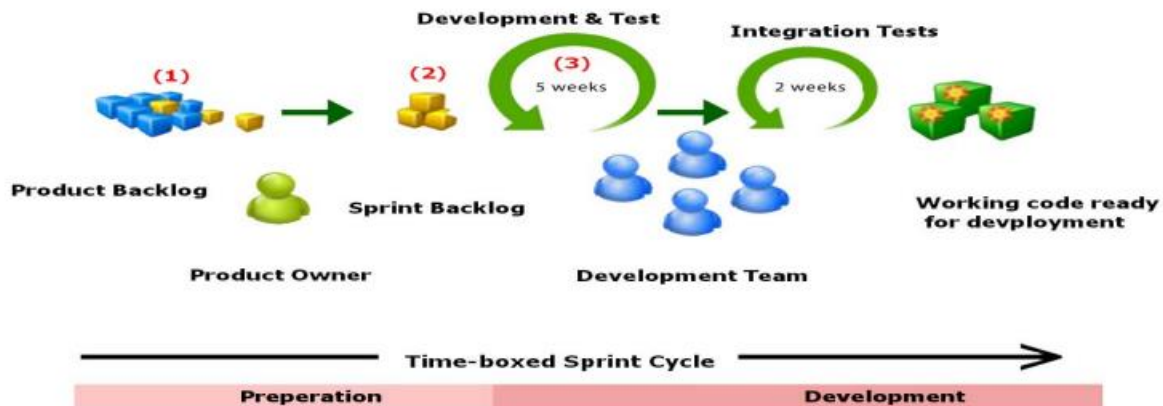 Development & Test
Integration Tests
(1)
(2)
(3)
5 weeks
2 weeks
Product Backlog
Sprint Backlog
Working code ready
for devployment
Product Owner
Development Team
Time-boxed Sprint Cycle
Preperation
Development